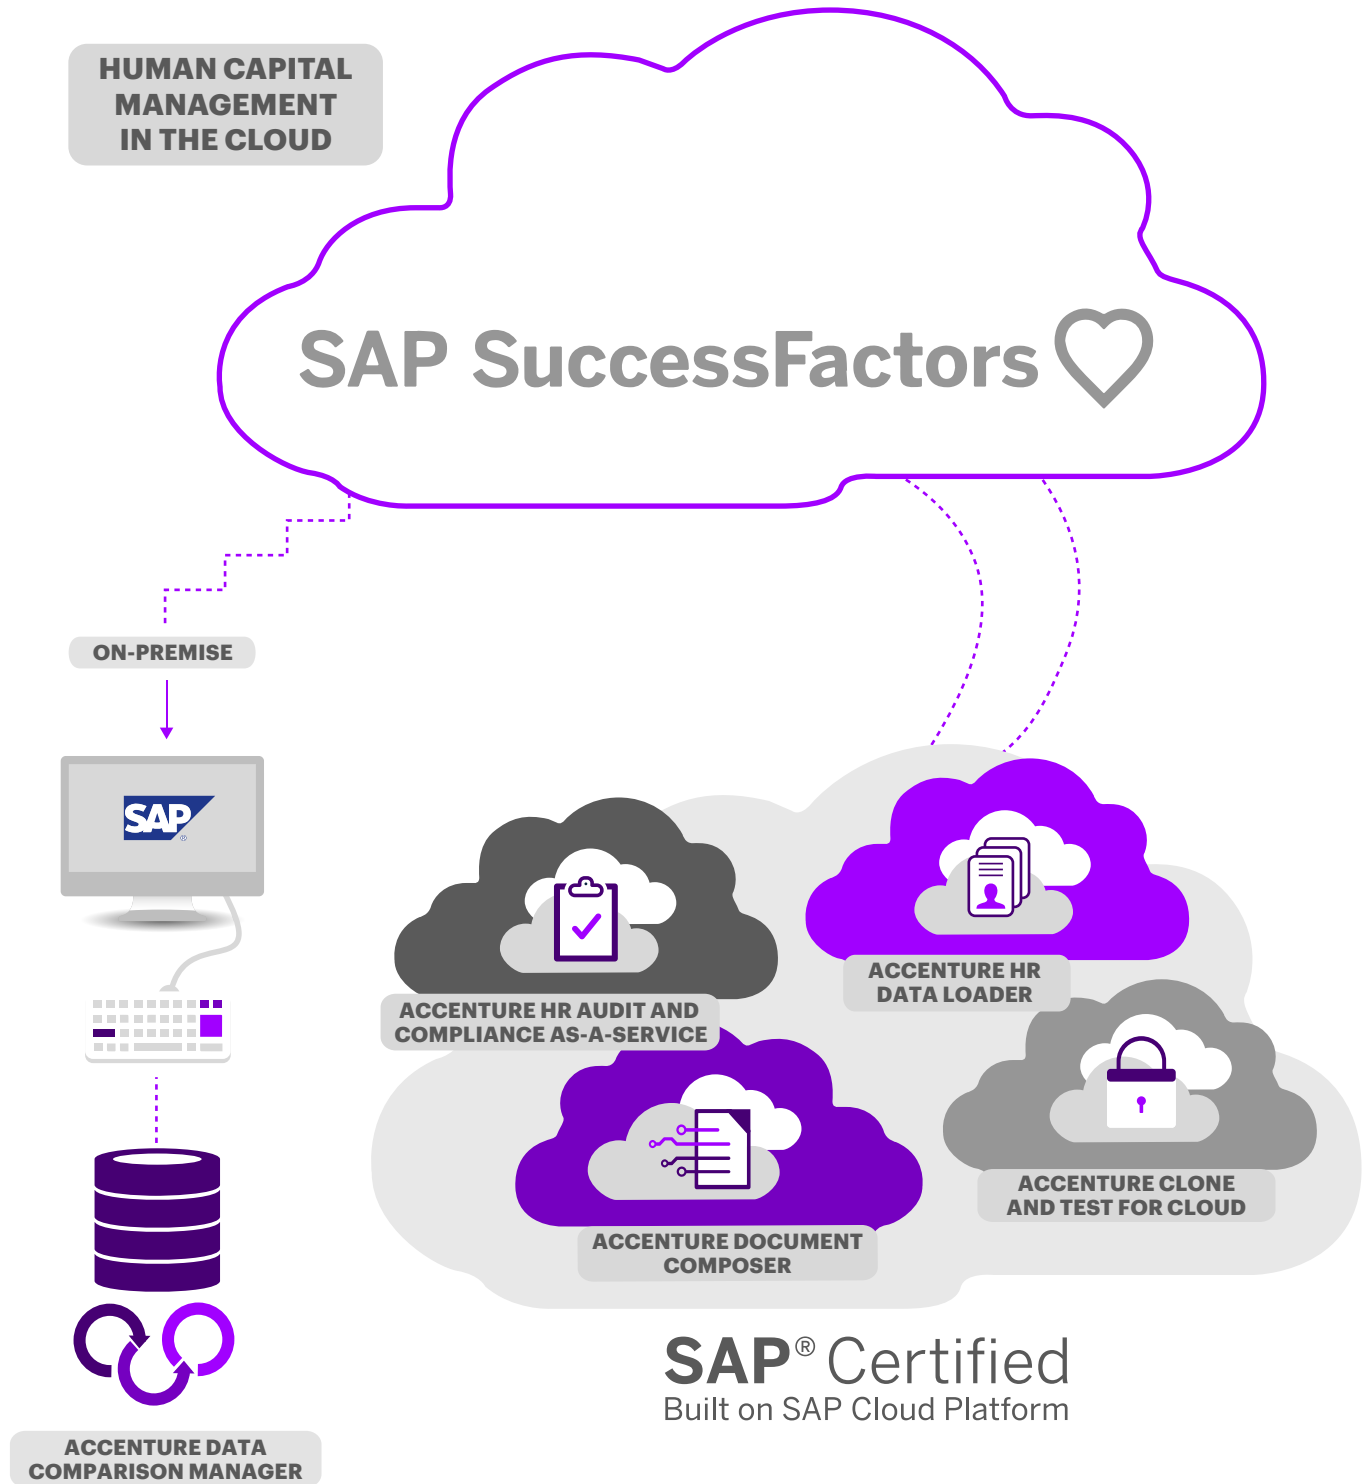 HUMAN CAPITAL
MANAGEMENT
IN THE CLOUD
SAP SuccessFactors
ON-PREMISE
SAP®
ACCENTURE HR AUDIT AND
COMPLIANCE AS-A-SERVICE
ACCENTURE HR
DATA LOADER
ACCENTURE DOCUMENT
COMPOSER
ACCENTURE CLONE
AND TEST FOR CLOUD
SAP® Certified
Built on SAP Cloud Platform
ACCENTURE DATA
COMPARISON MANAGER